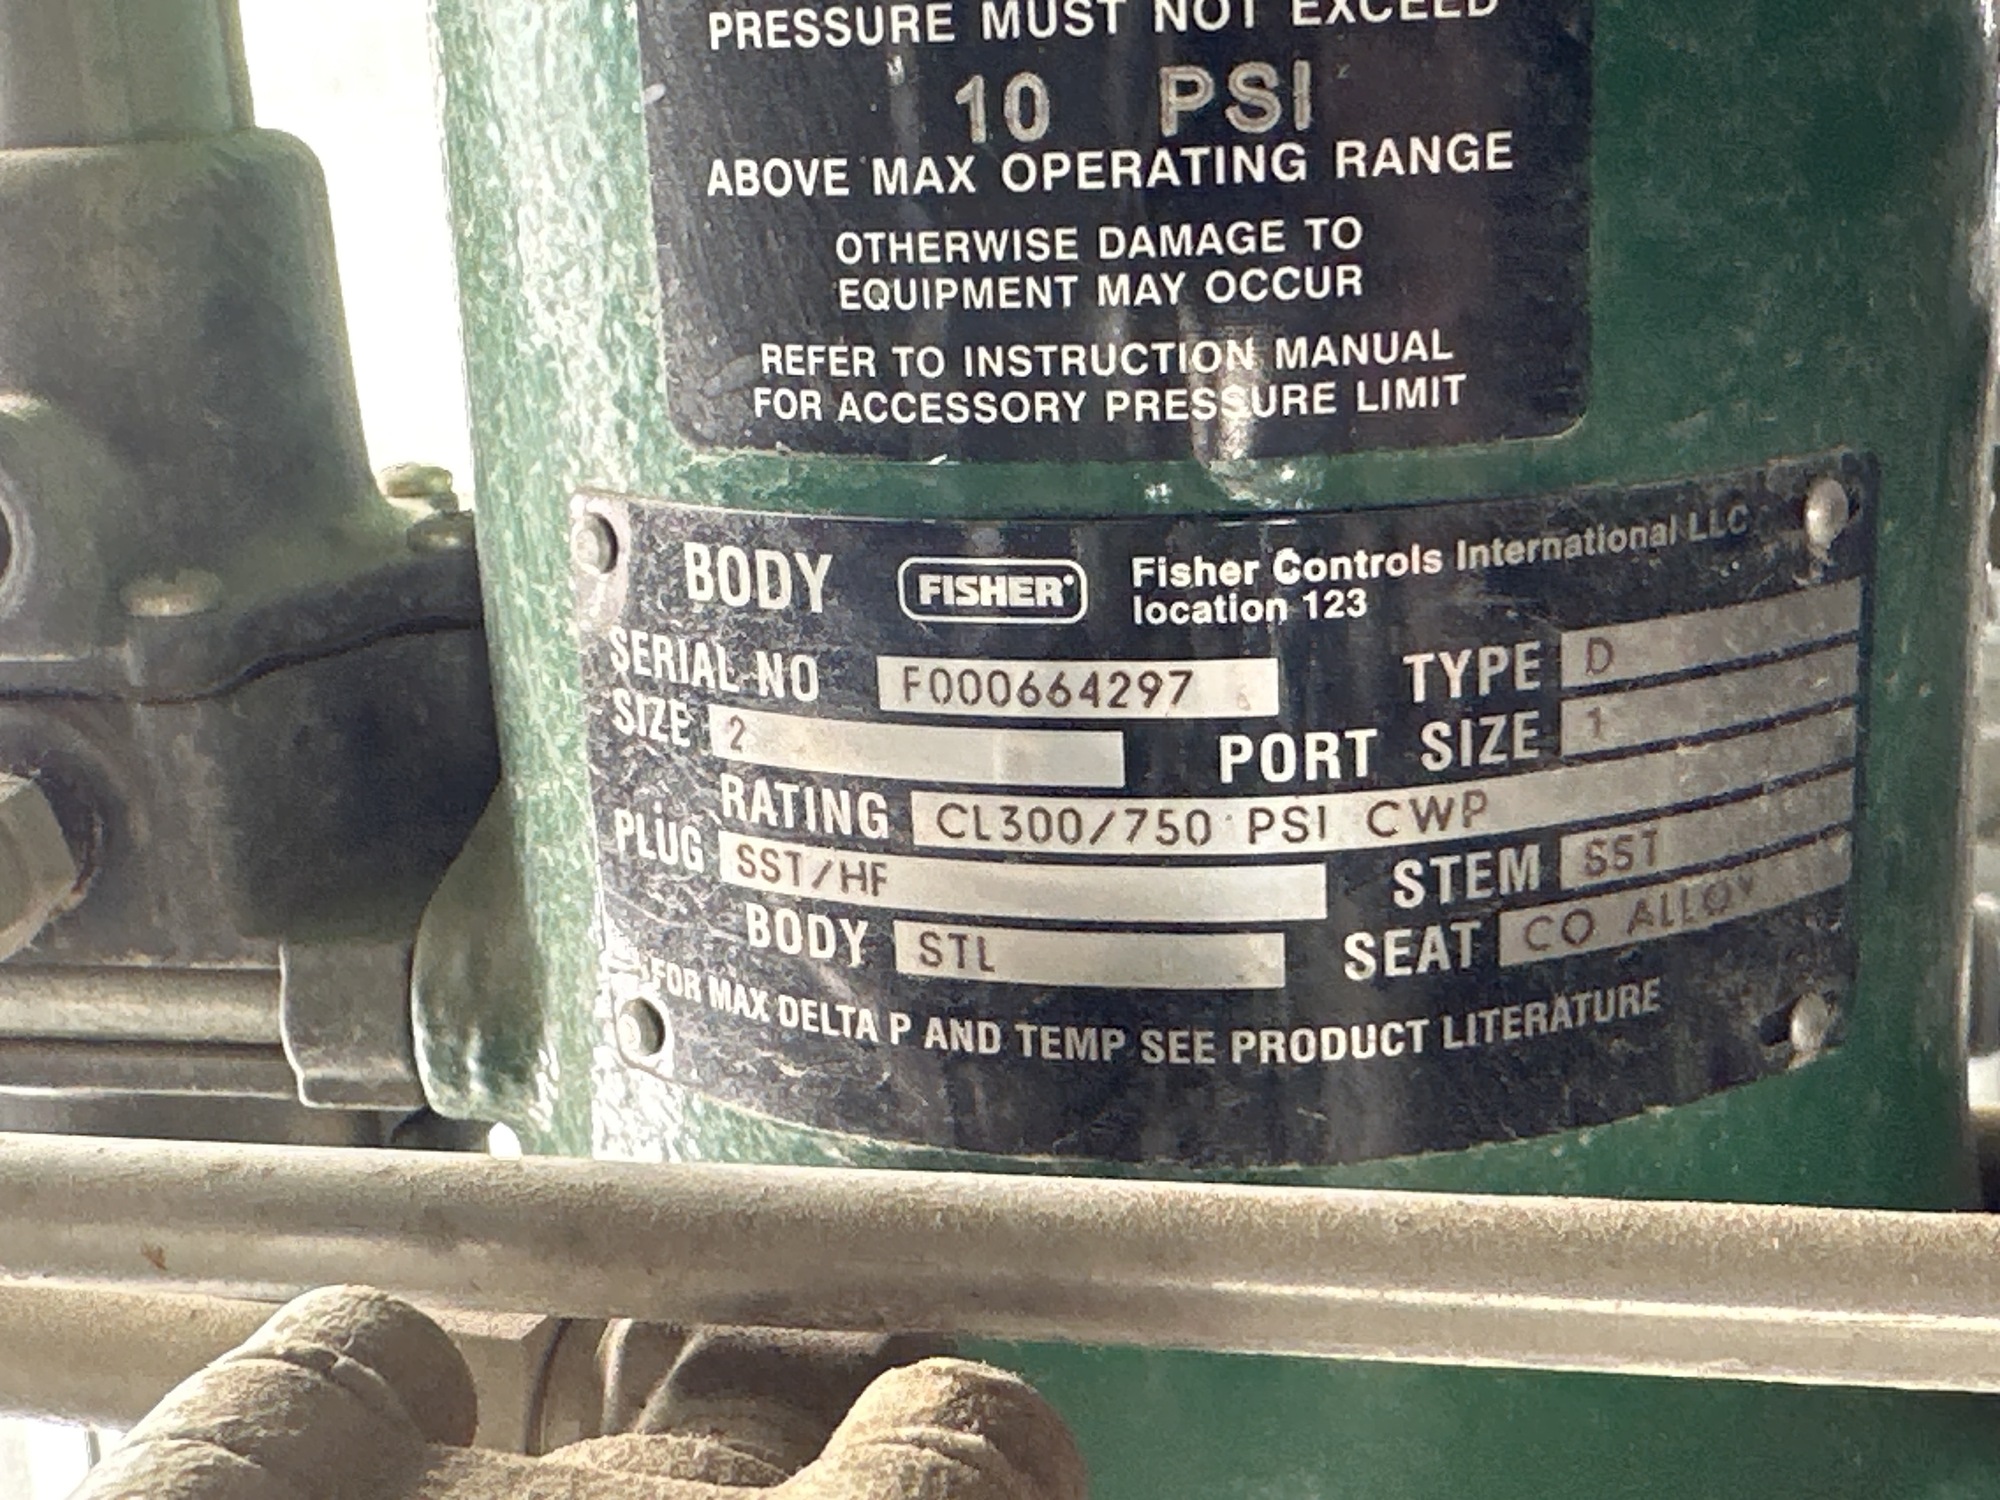 PRESSURE MUST NOT EXCEED
10 PSI
ABOVE MAX OPERATING RANGE
OTHERWISE DAMAGE TO
EQUIPMENT MAY OCCUR
REFER TO INSTRUCTION MANUAL
FOR ACCESSORY PRESSURE LIMIT
BODY FISHER Fisher Controls International LLC
location 123
SERIAL NO F000664297 TYPE D
SIZE 2 PORT SIZE 1
RATING CL300/750 PSI CWP
PLUG SST/HF STEM SST
BODY STL SEAT CO ALLOY
FOR MAX DELTA P AND TEMP SEE PRODUCT LITERATURE